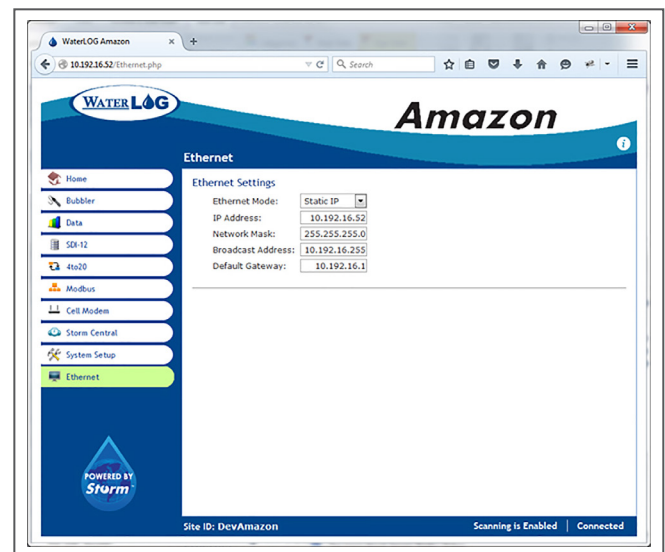 WaterLOG Amazon
10.192.16.52/Ethernet.php
Search
WATERLOG
Amazon
Ethernet
Home
Bubbler
Data
SDI-12
4to20
Modbus
Cell Modem
Storm Central
System Setup
Ethernet
Ethernet Settings
Ethernet Mode: Static IP
IP Address: 10.192.16.52
Network Mask: 255.255.255.0
Broadcast Address: 10.192.16.255
Default Gateway: 10.192.16.1
POWERED BY
Storm
Site ID: DevAmazon
Scanning is Enabled | Connected